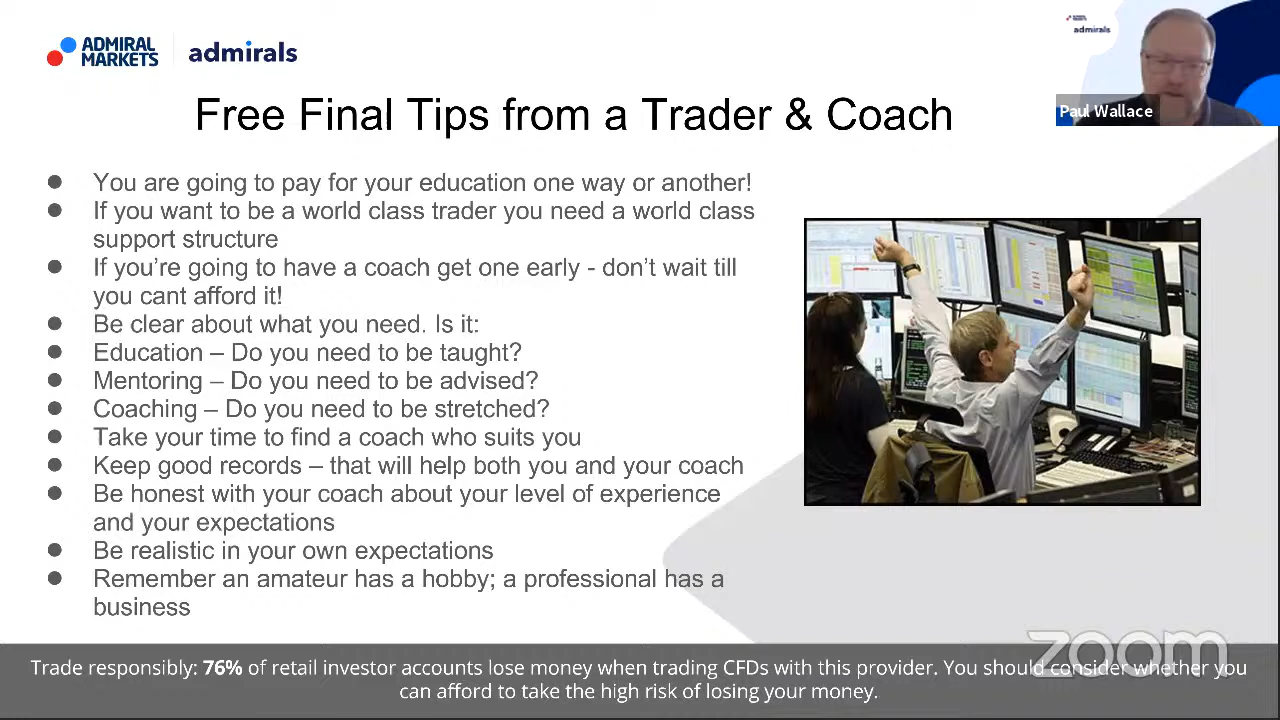 ADMIRAL
MARKETS
admirals
admirals
Paul Wallace
Free Final Tips from a Trader & Coach
● You are going to pay for your education one way or another!
● If you want to be a world class trader you need a world class
support structure
● If you’re going to have a coach get one early - don’t wait till
you cant afford it!
● Be clear about what you need. Is it:
● Education – Do you need to be taught?
● Mentoring – Do you need to be advised?
● Coaching – Do you need to be stretched?
● Take your time to find a coach who suits you
● Keep good records – that will help both you and your coach
● Be honest with your coach about your level of experience
and your expectations
● Be realistic in your own expectations
● Remember an amateur has a hobby; a professional has a
business
zoom
Trade responsibly: 76% of retail investor accounts lose money when trading CFDs with this provider. You should consider whether you
can afford to take the high risk of losing your money.